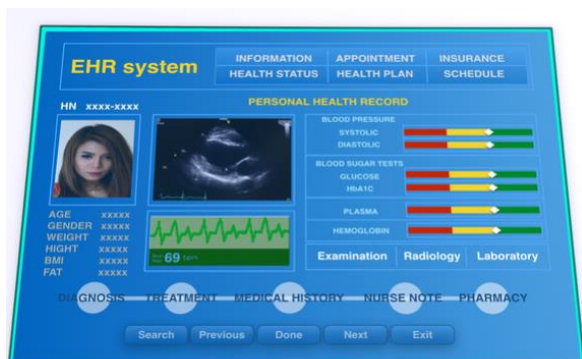 EHR system
INFORMATION APPOINTMENT INSURANCE
HEALTH STATUS HEALTH PLAN SCHEDULE
HN xxxx-xxxx
PERSONAL HEALTH RECORD
BLOOD PRESSURE
SYSTOLIC
DIASTOLIC
BLOOD SUGAR TESTS
GLUCOSE
HbA1C
PLASMA
HEMOGLOBIN
AGE xxxxx
GENDER xxxxx
WEIGHT xxxxx
HIGHT xxxxx
BMI xxxxx
FAT xxxxx
69 bpm
Examination Radiology Laboratory
DIAGNOSIS TREATMENT MEDICAL HISTORY NURSE NOTE PHARMACY
Search Previous Done Next Exit